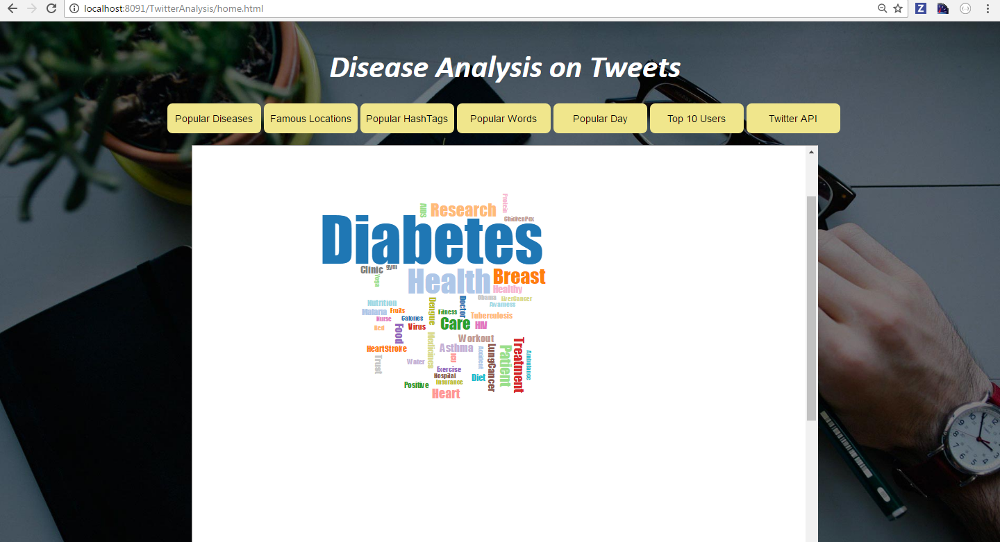 localhost:8091/TwitterAnalysis/home.html
Disease Analysis on Tweets
Popular Diseases
Famous Locations
Popular HashTags
Popular Words
Popular Day
Top 10 Users
Twitter API
AIDS
Research
Protein
ChickenPox
Diabetes
Clinic
gym
Yoga
Health
Breast
Healthy
Obama
LiverCancer
Awarness
Nutrition
Malaria
Fruits
Nurse
Calories
Bed
Food
Virus
Dengue
Fitness
Doctor
Tuberculosis
Care
HIV
HeartStroke
Medicines
Workout
Asthma
Trust
Water
ICU
Accident
LungCancer
Patient
Treatment
Ambulance
Exercise
Hospital
Insurance
Diet
Positive
Heart